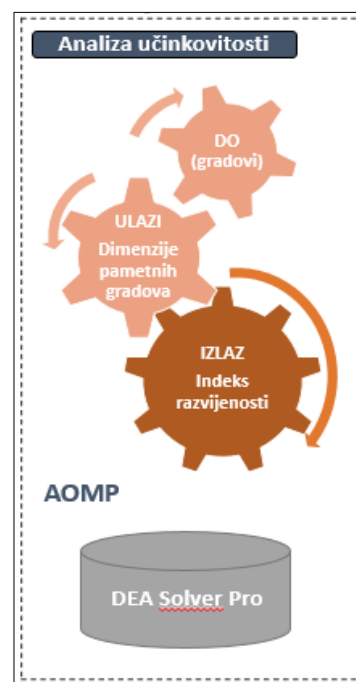 Analiza učinkovitosti
DO
(gradovi)
ULAZI
Dimenzije
pametnih
gradova
IZLAZ
Indeks
razvijenosti
AOMP
DEA Solver Pro